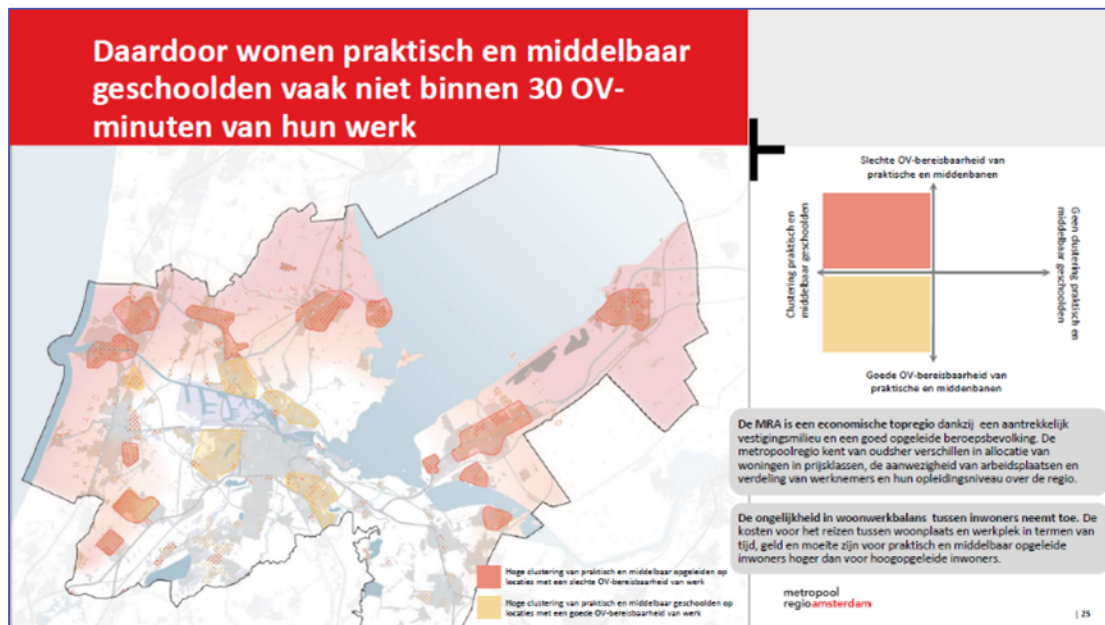 Daardoor wonen praktisch en middelbaar
geschoolden vaak niet binnen 30 OV-
minuten van hun werk
Slechte OV-bereisbaarheid van
praktische en middenbanen
Clustering praktisch en
middelbaar geschoolden
Geen clustering praktisch en
middelbaar geschoolden
Goede OV-bereisbaarheid van
praktische en middenbanen
De MRA is een economische topregio dankzij een aantrekkelijk
vestigingsmilieu en een goed opgeleide beroepsbevolking. De
metropoolregio kent van oudsher verschillen in allocatie van
woningen in prijsklassen, de aanwezigheid van arbeidsplaatsen en
verdeling van werknemers en hun opleidingsniveau over de regio.
De ongelijkheid in woonwerkbalans tussen inwoners neemt toe. De
kosten voor het reizen tussen woonplaats en werkplek in termen van
tijd, geld en moeite zijn voor praktisch en middelbaar opgeleide
inwoners hoger dan voor hoogopgeleide inwoners.
Hoge clustering van praktisch en middelbaar opgeleiden op
locaties met een slechte OV-bereisbaarheid van werk
Hoge clustering van praktisch en middelbaar geschoolden op
locaties met een goede OV-bereisbaarheid van werk
metropool
regioamsterdam
| 25